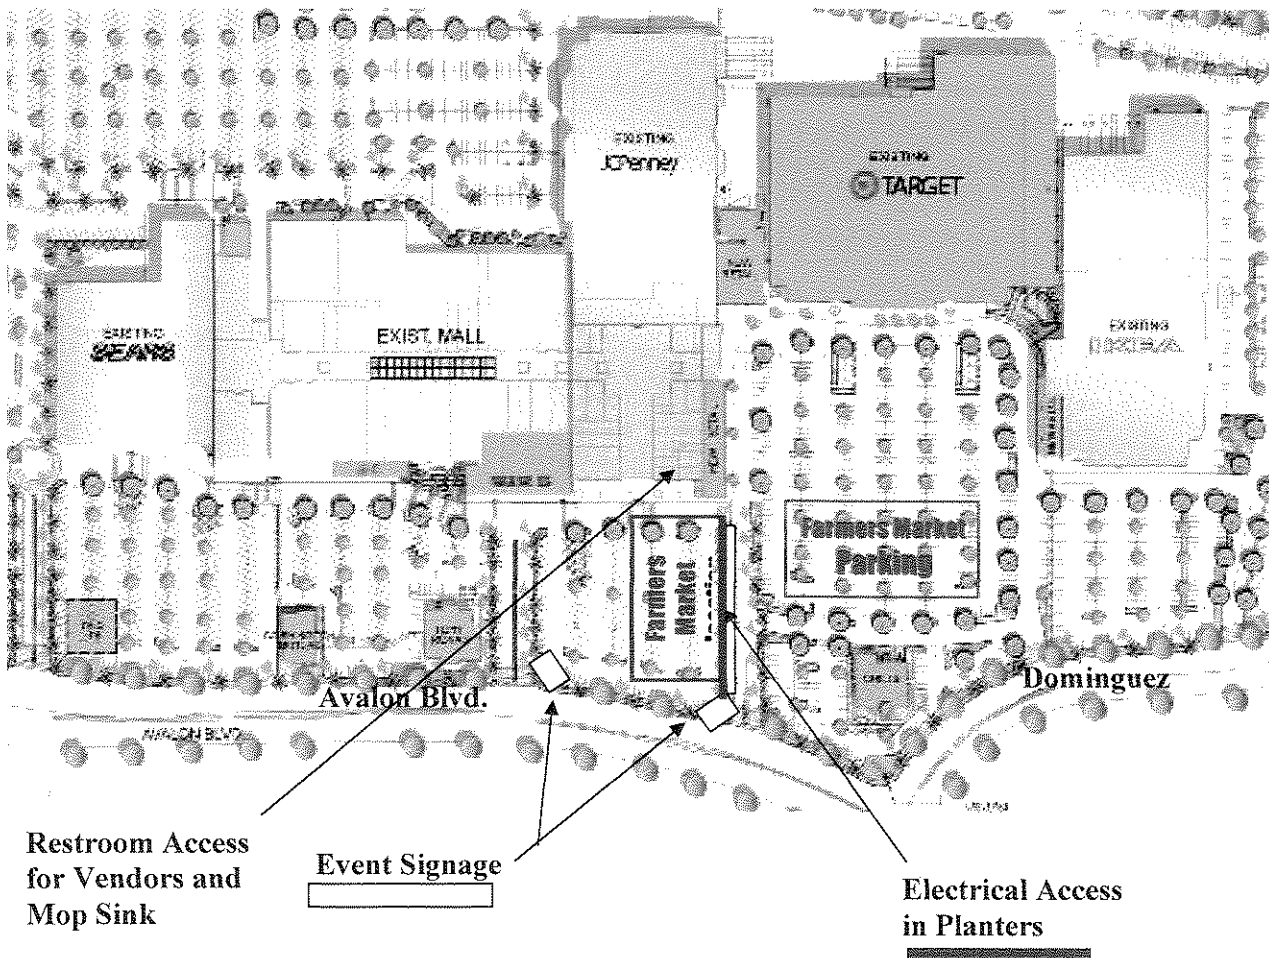 EXISTING
JCPenney
EXISTING
TARGET
EXISTING
SEARS
EXIST. MALL
EXISTING
Farmers Market
Parking
Farmers
Market
Location
Avalon Blvd.
Dominguez
AVALON BLVD
Restroom Access
for Vendors and
Mop Sink
Event Signage
Electrical Access
in Planters